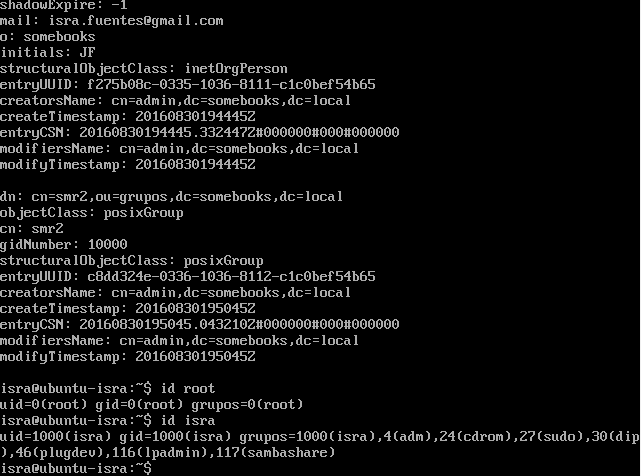 shadowExpire: -1
mail: isra.fuentes@gmail.com
o: somebooks
initials: JF
structuralObjectClass: inetOrgPerson
entryUUID: f275b08c-0335-1036-8111-c1c0bef54b65
creatorsName: cn=admin,dc=somebooks,dc=local
createTimestamp: 20160830194445Z
entryCSN: 20160830194445.332447Z#000000#000#000000
modifiersName: cn=admin,dc=somebooks,dc=local
modifyTimestamp: 20160830194445Z
dn: cn=smr2,ou=grupos,dc=somebooks,dc=local
objectClass: posixGroup
cn: smr2
gidNumber: 10000
structuralObjectClass: posixGroup
entryUUID: c8dd324e-0336-1036-8112-c1c0bef54b65
creatorsName: cn=admin,dc=somebooks,dc=local
createTimestamp: 20160830195045Z
entryCSN: 20160830195045.043210Z#000000#000#000000
modifiersName: cn=admin,dc=somebooks,dc=local
modifyTimestamp: 20160830195045Z
isra@ubuntu-isra:~$ id root
uid=0(root) gid=0(root) grupos=0(root)
isra@ubuntu-isra:~$ id isra
uid=1000(isra) gid=1000(isra) grupos=1000(isra),4(adm),24(cdrom),27(sudo),30(dip
),46(plugdev),116(lpadmin),117(sambashare)
isra@ubuntu-isra:~$